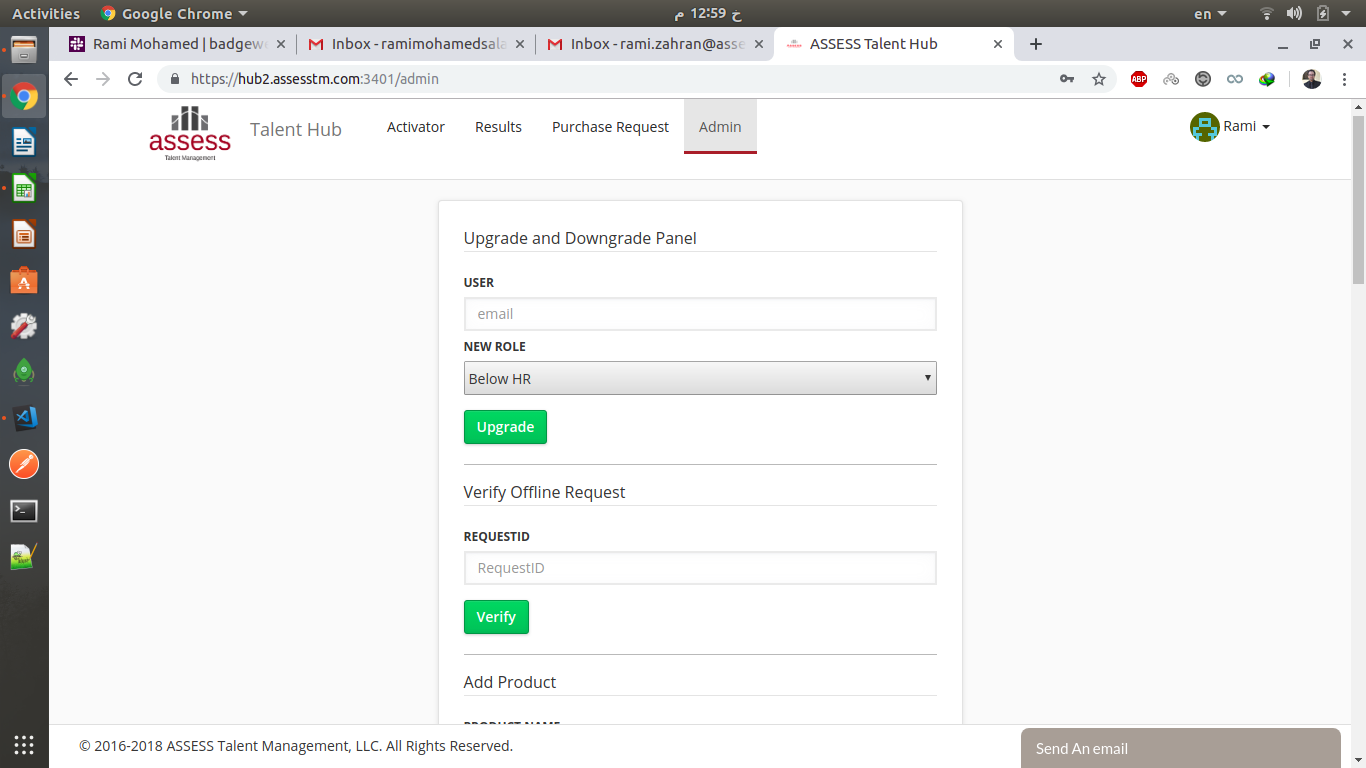 Activities Google Chrome خ 12:59 م en
Rami Mohamed | badgew Inbox - ramimohamedsala Inbox - rami.zahran@asse ASSESS Talent Hub
https://hub2.assesstm.com:3401/admin
ABP
assess
Talent Management
Talent Hub Activator Results Purchase Request Admin Rami
Upgrade and Downgrade Panel
USER
email
NEW ROLE
Below HR
Upgrade
Verify Offline Request
REQUESTID
RequestID
Verify
Add Product
PRODUCT NAME
© 2016-2018 ASSESS Talent Management, LLC. All Rights Reserved.
Send An email